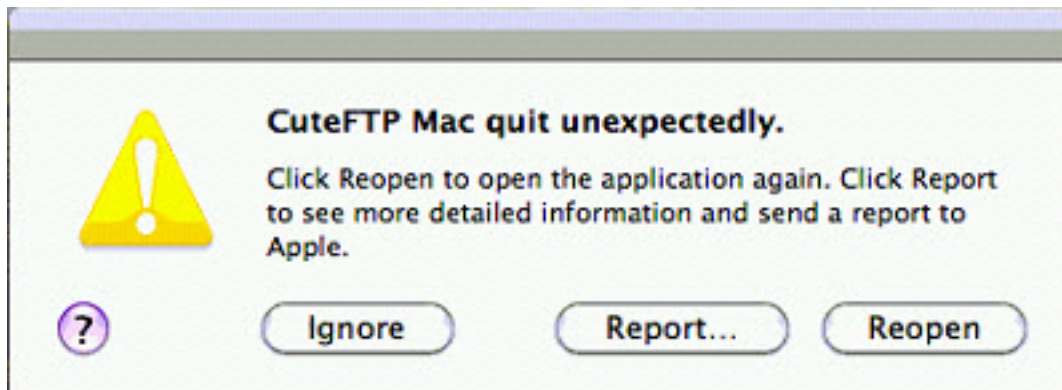 CuteFTP Mac quit unexpectedly.
Click Reopen to open the application again. Click Report
to see more detailed information and send a report to
Apple.
?
Ignore
Report...
Reopen